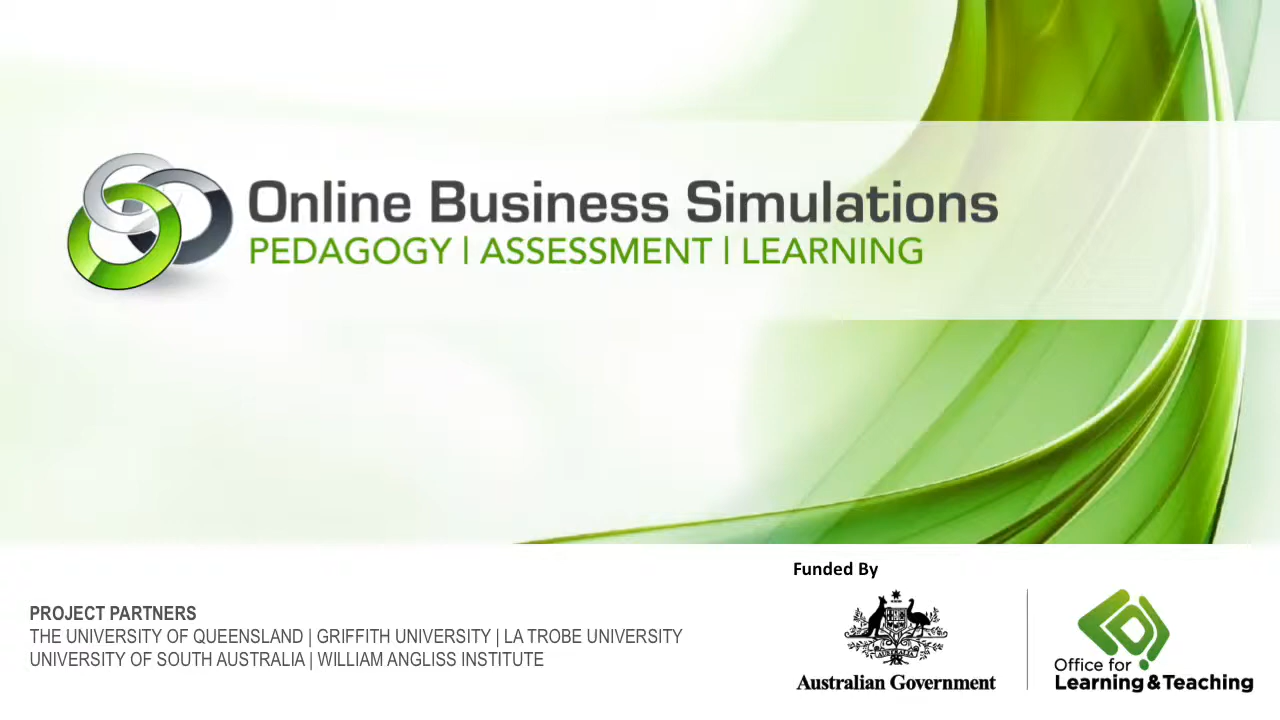 Online Business Simulations
PEDAGOGY | ASSESSMENT | LEARNING
Funded By
PROJECT PARTNERS
THE UNIVERSITY OF QUEENSLAND | GRIFFITH UNIVERSITY | LA TROBE UNIVERSITY
UNIVERSITY OF SOUTH AUSTRALIA | WILLIAM ANGLISS INSTITUTE
AUSTRALIA
Australian Government
Office for
Learning & Teaching